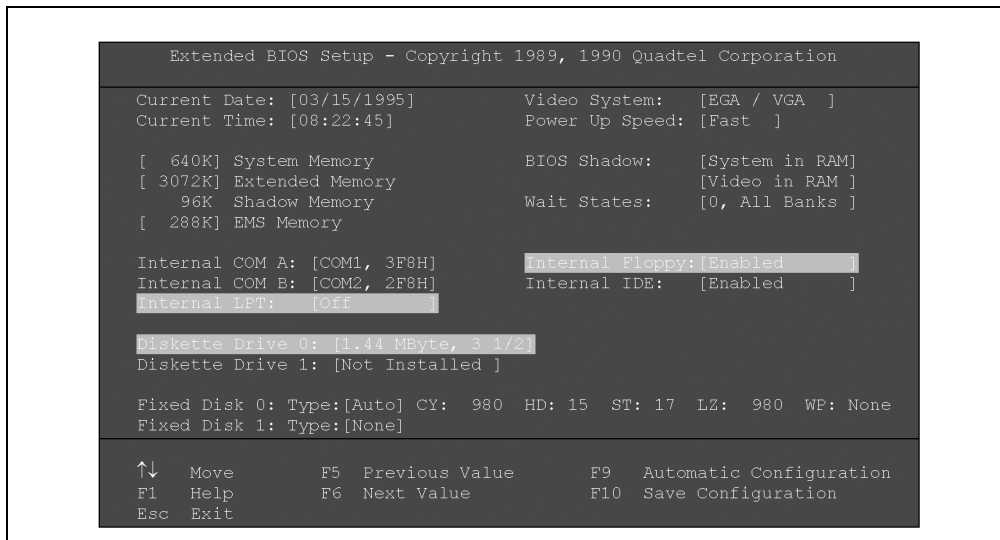 Extended BIOS Setup - Copyright 1989, 1990 Quadtel Corporation
Current Date: [03/15/1995] Video System: [EGA / VGA ]
Current Time: [08:22:45] Power Up Speed: [Fast ]
[ 640K] System Memory BIOS Shadow: [System in RAM]
[ 3072K] Extended Memory [Video in RAM ]
96K Shadow Memory Wait States: [0, All Banks ]
[ 288K] EMS Memory
Internal COM A: [COM1, 3F8H] Internal Floppy:[Enabled ]
Internal COM B: [COM2, 2F8H] Internal IDE: [Enabled ]
Internal LPT: [Off ]
Diskette Drive 0: [1.44 MByte, 3 1/2]
Diskette Drive 1: [Not Installed ]
Fixed Disk 0: Type:[Auto] CY: 980 HD: 15 ST: 17 LZ: 980 WP: None
Fixed Disk 1: Type:[None]
↑↓ Move F5 Previous Value F9 Automatic Configuration
F1 Help F6 Next Value F10 Save Configuration
Esc Exit